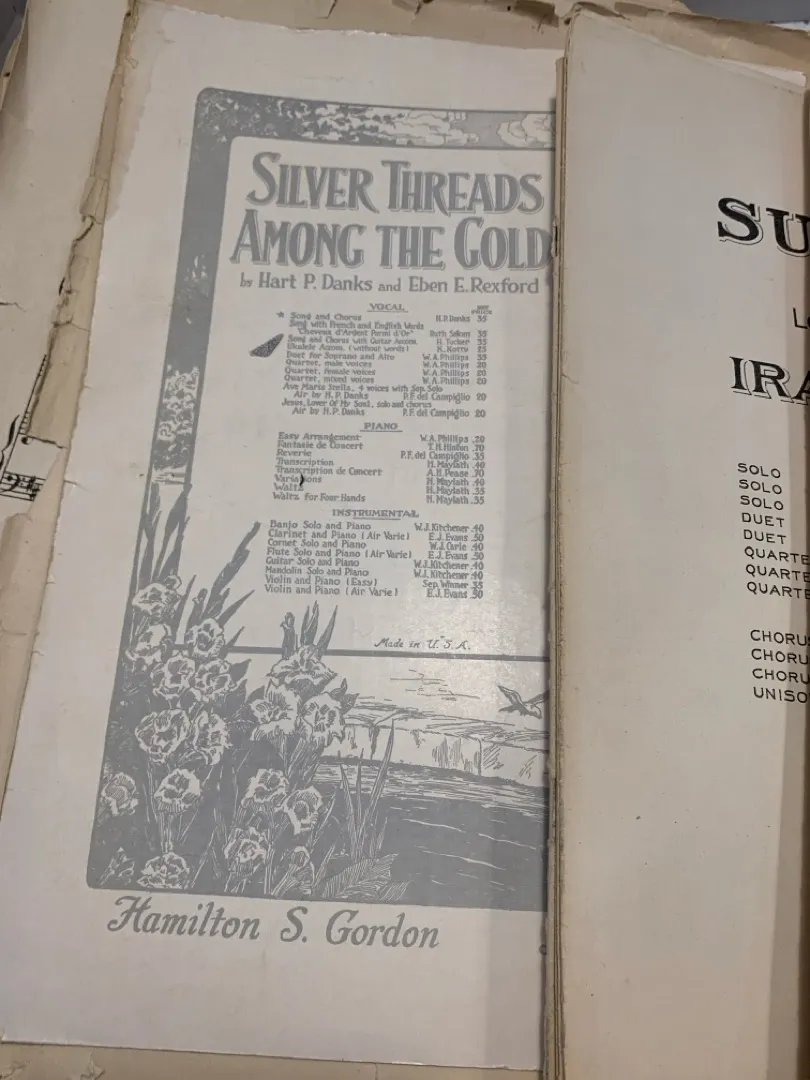 SILVER THREADS
AMONG THE GOLD
by Hart P. Danks and Eben E. Rexford
VOCAL
NET PRICE
* Song and Chorus H.P. Danks 35
Song with French and English Words
"Cheveux d'Argent Parmi d'Or" Ruth 35
Song and Chorus with Guitar Accom. H. Tucker 35
Ukulele Accom. (without words) K. 25
Duet for Soprano and Alto W.A. Phillips 35
Quartet, male voices W.A. Phillips 20
Quartet, female voices W.A. Phillips 20
Quartet, mixed voices W.A. Phillips 20
Ave Maria Stella, 4 voices with Sop. Solo
Air by H.P. Danks P.F. del Campiglio 20
Jesus, Lover Of My Soul, solo and chorus
Air by H.P. Danks P.F. del Campiglio 20
PIANO
Easy Arrangement W.A. Phillips .20
Fantasie de Concert T.H. Hinton .70
Reverie P.F. del Campiglio .35
Transcription H. Maylath .40
Transcription de Concert A.H. Pease .70
Variations H. Maylath .40
Waltz H. Maylath .35
Waltz for Four Hands H. Maylath .35
INSTRUMENTAL
Banjo Solo and Piano W.J. Kitchener .40
Clarinet and Piano (Air Varie) E.J. Evans .50
Cornet Solo and Piano W.J. Carle .40
Flute Solo and Piano (Air Varie) E.J. Evans .50
Guitar Solo and Piano W.J. Kitchener .40
Mandolin Solo and Piano W.J. Kitchener .40
Violin and Piano (Easy) Sep. Winner .35
Violin and Piano (Air Varie) E.J. Evans .50
Made in U.S.A.
Hamilton S. Gordon
SU
L
IRA
SOLO
SOLO
SOLO
DUET
DUET
QUARTE
QUARTE
QUARTE
CHORU
CHORU
CHORU
UNISO